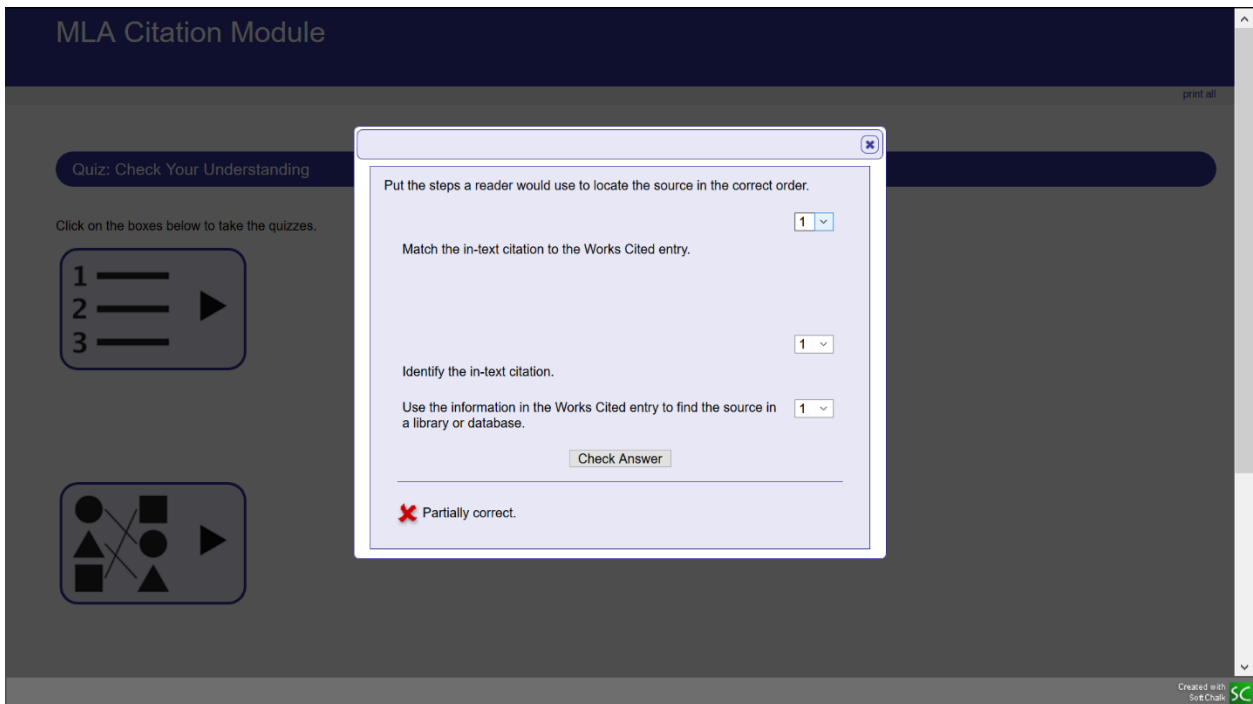 MLA Citation Module
print all
Quiz: Check Your Understanding
Click on the boxes below to take the quizzes.
1
2
3
Put the steps a reader would use to locate the source in the correct order.
1
Match the in-text citation to the Works Cited entry.
1
Identify the in-text citation.
Use the information in the Works Cited entry to find the source in 1
a library or database.
Check Answer
Partially correct.
Created with
SoftChalk SC